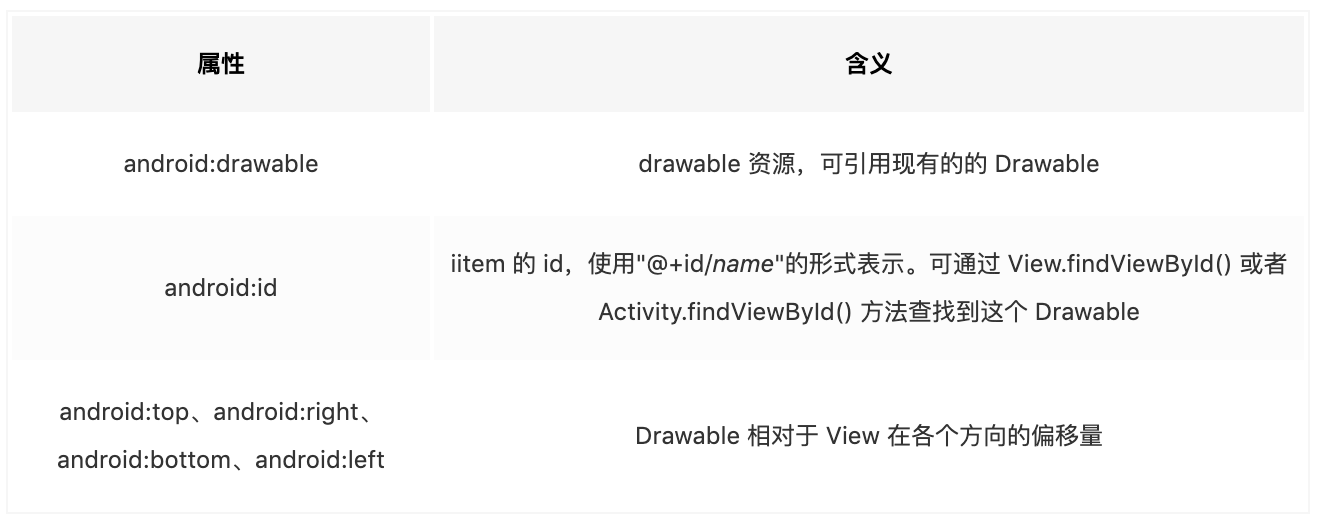 属性
含义
android:drawable
drawable 资源，可引用现有的的 Drawable
android:id
iitem 的 id，使用"@+id/name"的形式表示。可通过 View.findViewById() 或者
Activity.findViewById() 方法查找到这个 Drawable
android:top、android:right、
android:bottom、android:left
Drawable 相对于 View 在各个方向的偏移量